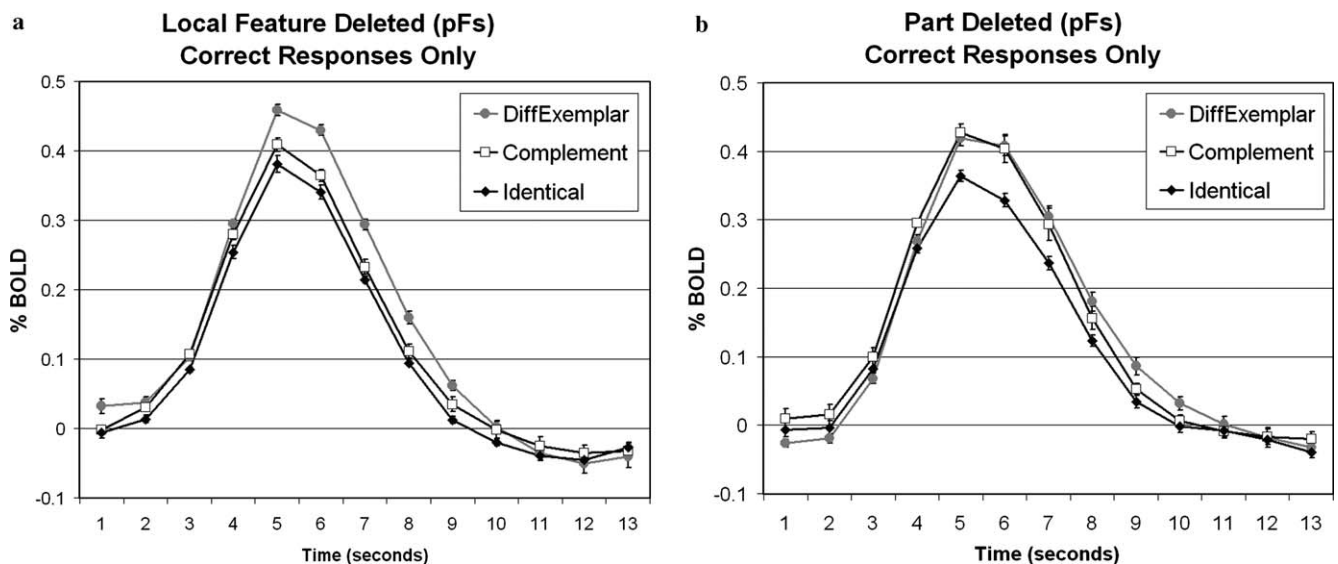 a
Local Feature Deleted (pFs)
Correct Responses Only
0.5
0.4
0.3
0.2
0.1
0
-0.1
% BOLD
DiffExemplar
Complement
Identical
1 2 3 4 5 6 7 8 9 10 11 12 13
Time (seconds)
b
Part Deleted (pFs)
Correct Responses Only
0.5
0.4
0.3
0.2
0.1
0
-0.1
% BOLD
DiffExemplar
Complement
Identical
1 2 3 4 5 6 7 8 9 10 11 12 13
Time (seconds)